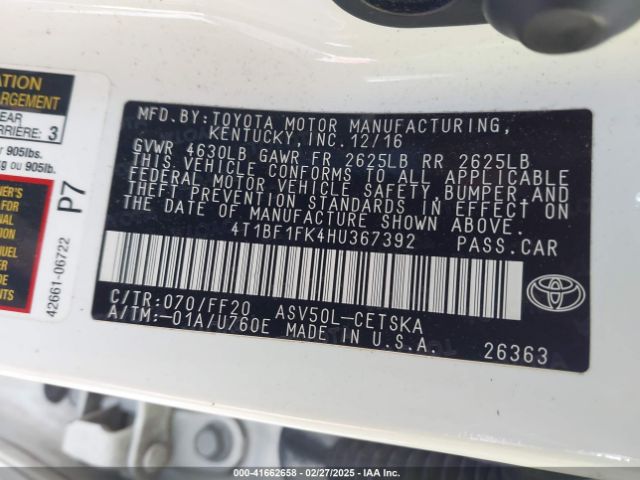 ATION
ARGEMENT
EAR
ARRIÈRE: 3
r 905lbs.
g ou 905lb.
P7
42661-06722
MFD.BY:TOYOTA MOTOR MANUFACTURING,
KENTUCKY,INC.12/16
GVWR 4630LB GAWR FR 2625LB RR 2625LB
THIS VEHICLE CONFORMS TO ALL APPLICABLE
FEDERAL MOTOR VEHICLE SAFETY,BUMPER,AND
THEFT PREVENTION STANDARDS IN EFFECT ON
THE DATE OF MANUFACTURE SHOWN ABOVE.
4T1BF1FK4HU367392 PASS.CAR
C/TR:070/FF20 ASV50L-CETSKA
A/TM:-01A/U760E MADE IN U.S.A.
26363
TOYOTA
000-41662658 - 02/27/2025 - IAA Inc.